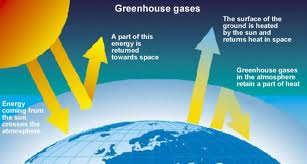 Greenhouse gases
A part of this
energy is
returned
towards space
The surface of the
ground is heated
by the sun and
returns heat in space
Greenhouse gases
in the atmosphere
retain a part of heat
Energy
coming from
the sun
crosses the
atmosphere